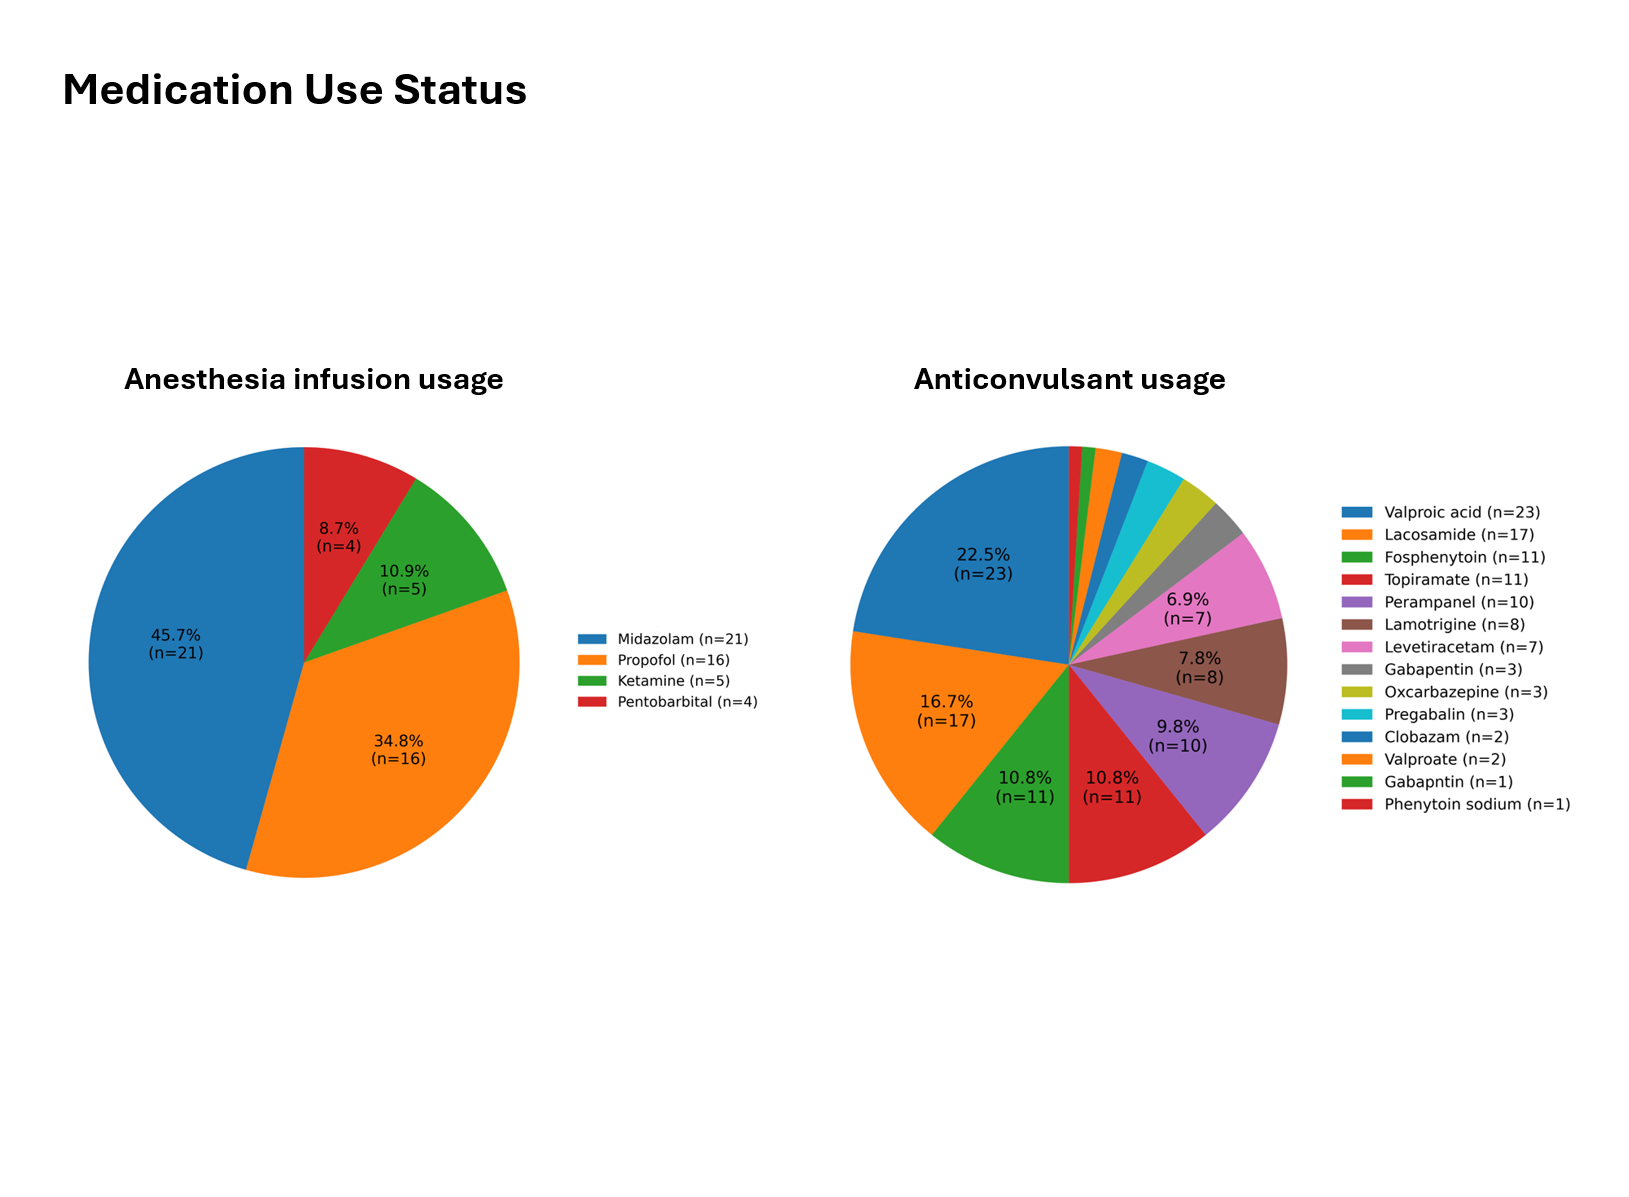 Medication Use Status
Anesthesia infusion usage
8.7%
(n=4)
10.9%
(n=5)
45.7%
(n=21)
34.8%
(n=16)
Midazolam (n=21)
Propofol (n=16)
Ketamine (n=5)
Pentobarbital (n=4)
Anticonvulsant usage
22.5%
(n=23)
6.9%
(n=7)
7.8%
(n=8)
16.7%
(n=17)
9.8%
(n=10)
10.8%
(n=11)
10.8%
(n=11)
Valproic acid (n=23)
Lacosamide (n=17)
Fosphenytoin (n=11)
Topiramate (n=11)
Perampanel (n=10)
Lamotrigine (n=8)
Levetiracetam (n=7)
Gabapentin (n=3)
Oxcarbazepine (n=3)
Pregabalin (n=3)
Clobazam (n=2)
Valproate (n=2)
Gabapntin (n=1)
Phenytoin sodium (n=1)